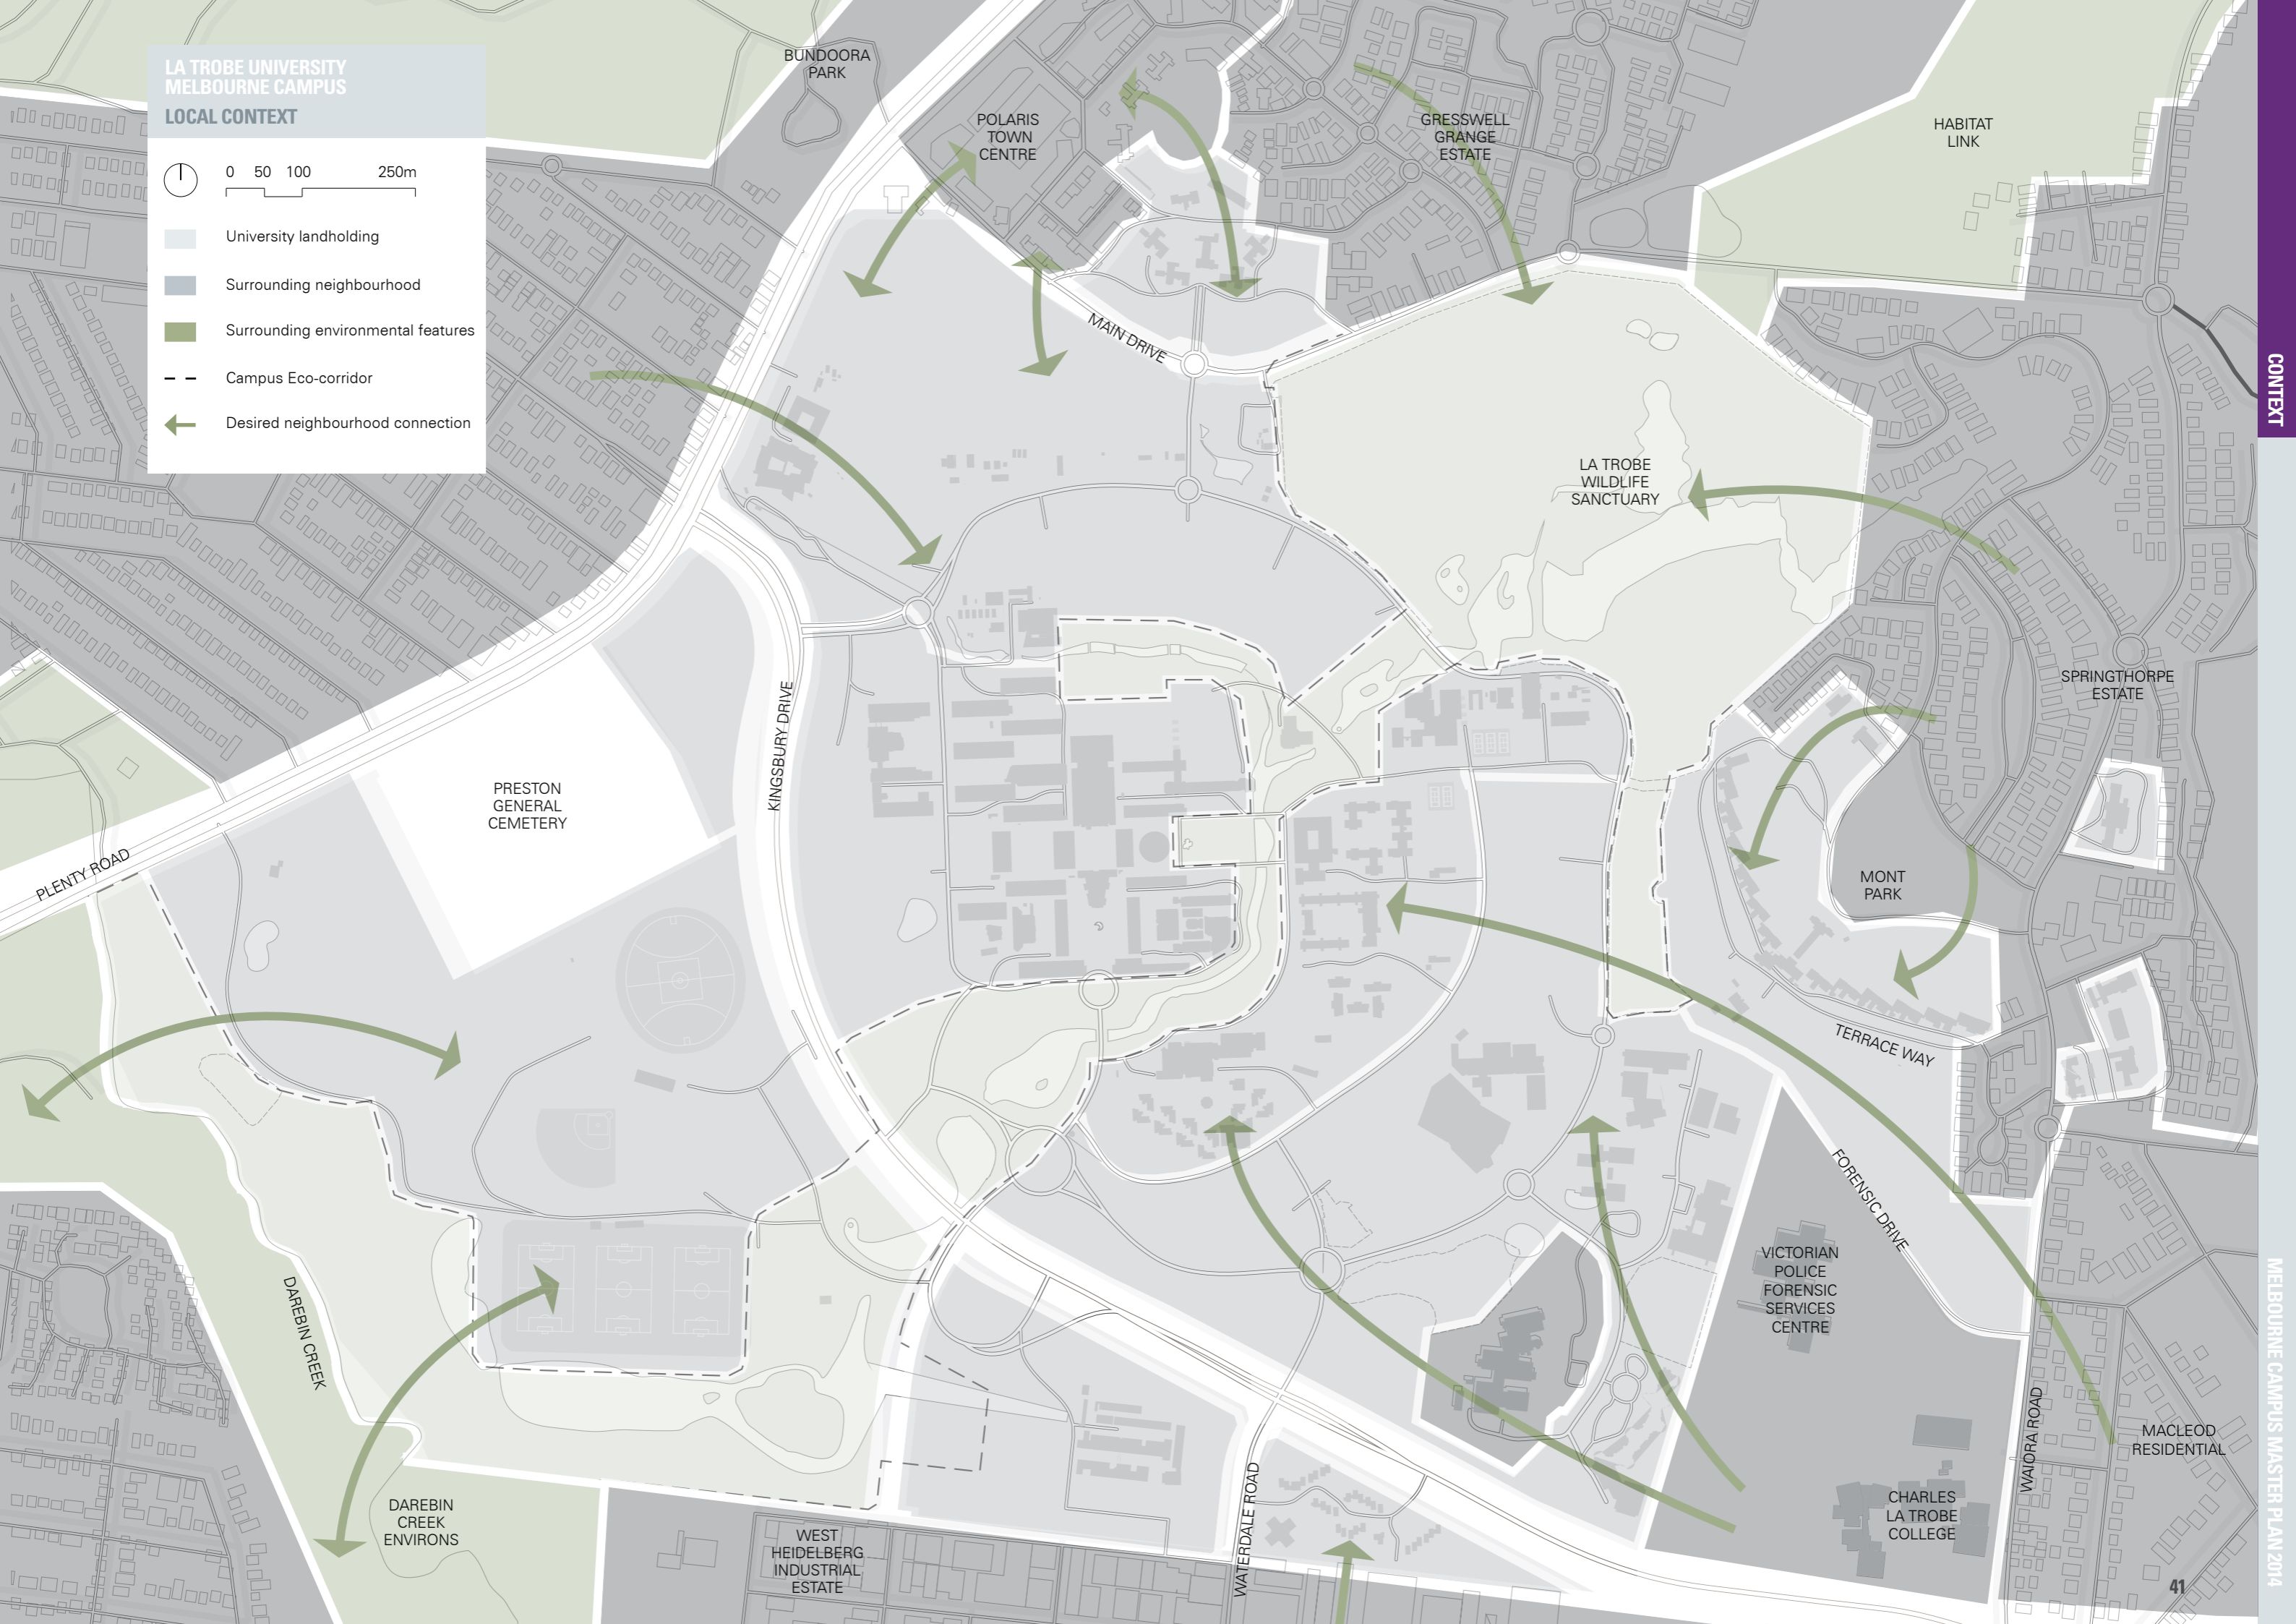 LA TROBE UNIVERSITY
MELBOURNE CAMPUS
LOCAL CONTEXT
0 50 100 250m
University landholding
Surrounding neighbourhood
Surrounding environmental features
Campus Eco-corridor
Desired neighbourhood connection
BUNDOORA
PARK
POLARIS
TOWN
CENTRE
GRESSWELL
GRANGE
ESTATE
HABITAT
LINK
MAIN DRIVE
LA TROBE
WILDLIFE
SANCTUARY
SPRINGTHORPE
ESTATE
KINGSBURY DRIVE
PRESTON
GENERAL
CEMETERY
PLENTY ROAD
MONT
PARK
TERRACE WAY
FORENSIC DRIVE
VICTORIAN
POLICE
FORENSIC
SERVICES
CENTRE
DAREBIN CREEK
WAIORA ROAD
MACLEOD
RESIDENTIAL
CHARLES
LA TROBE
COLLEGE
DAREBIN
CREEK
ENVIRONS
WEST
HEIDELBERG
INDUSTRIAL
ESTATE
WATERDALE ROAD
CONTEXT
MELBOURNE CAMPUS MASTER PLAN 2014
41